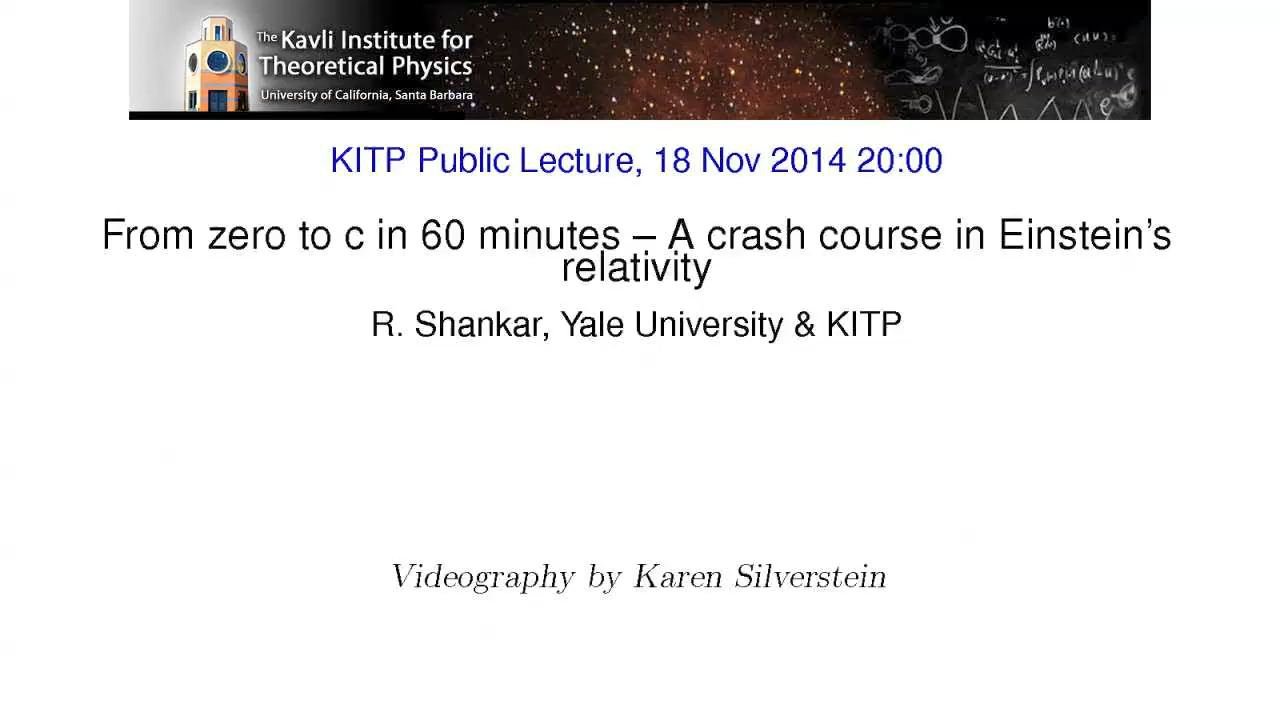 The Kavli Institute for
Theoretical Physics
University of California, Santa Barbara
KITP Public Lecture, 18 Nov 2014 20:00
From zero to c in 60 minutes – A crash course in Einstein's
relativity
R. Shankar, Yale University & KITP
Videography by Karen Silverstein